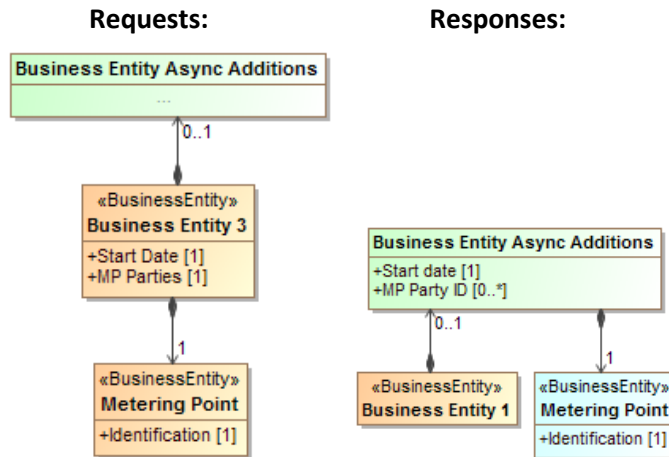 Requests:
Business Entity Async Additions
...
0..1
«BusinessEntity»
Business Entity 3
+Start Date [1]
+MP Parties [1]
1
«BusinessEntity»
Metering Point
+Identification [1]
Responses:
Business Entity Async Additions
+Start date [1]
+MP Party ID [0..*]
0..1
1
«BusinessEntity»
Business Entity 1
«BusinessEntity»
Metering Point
+Identification [1]